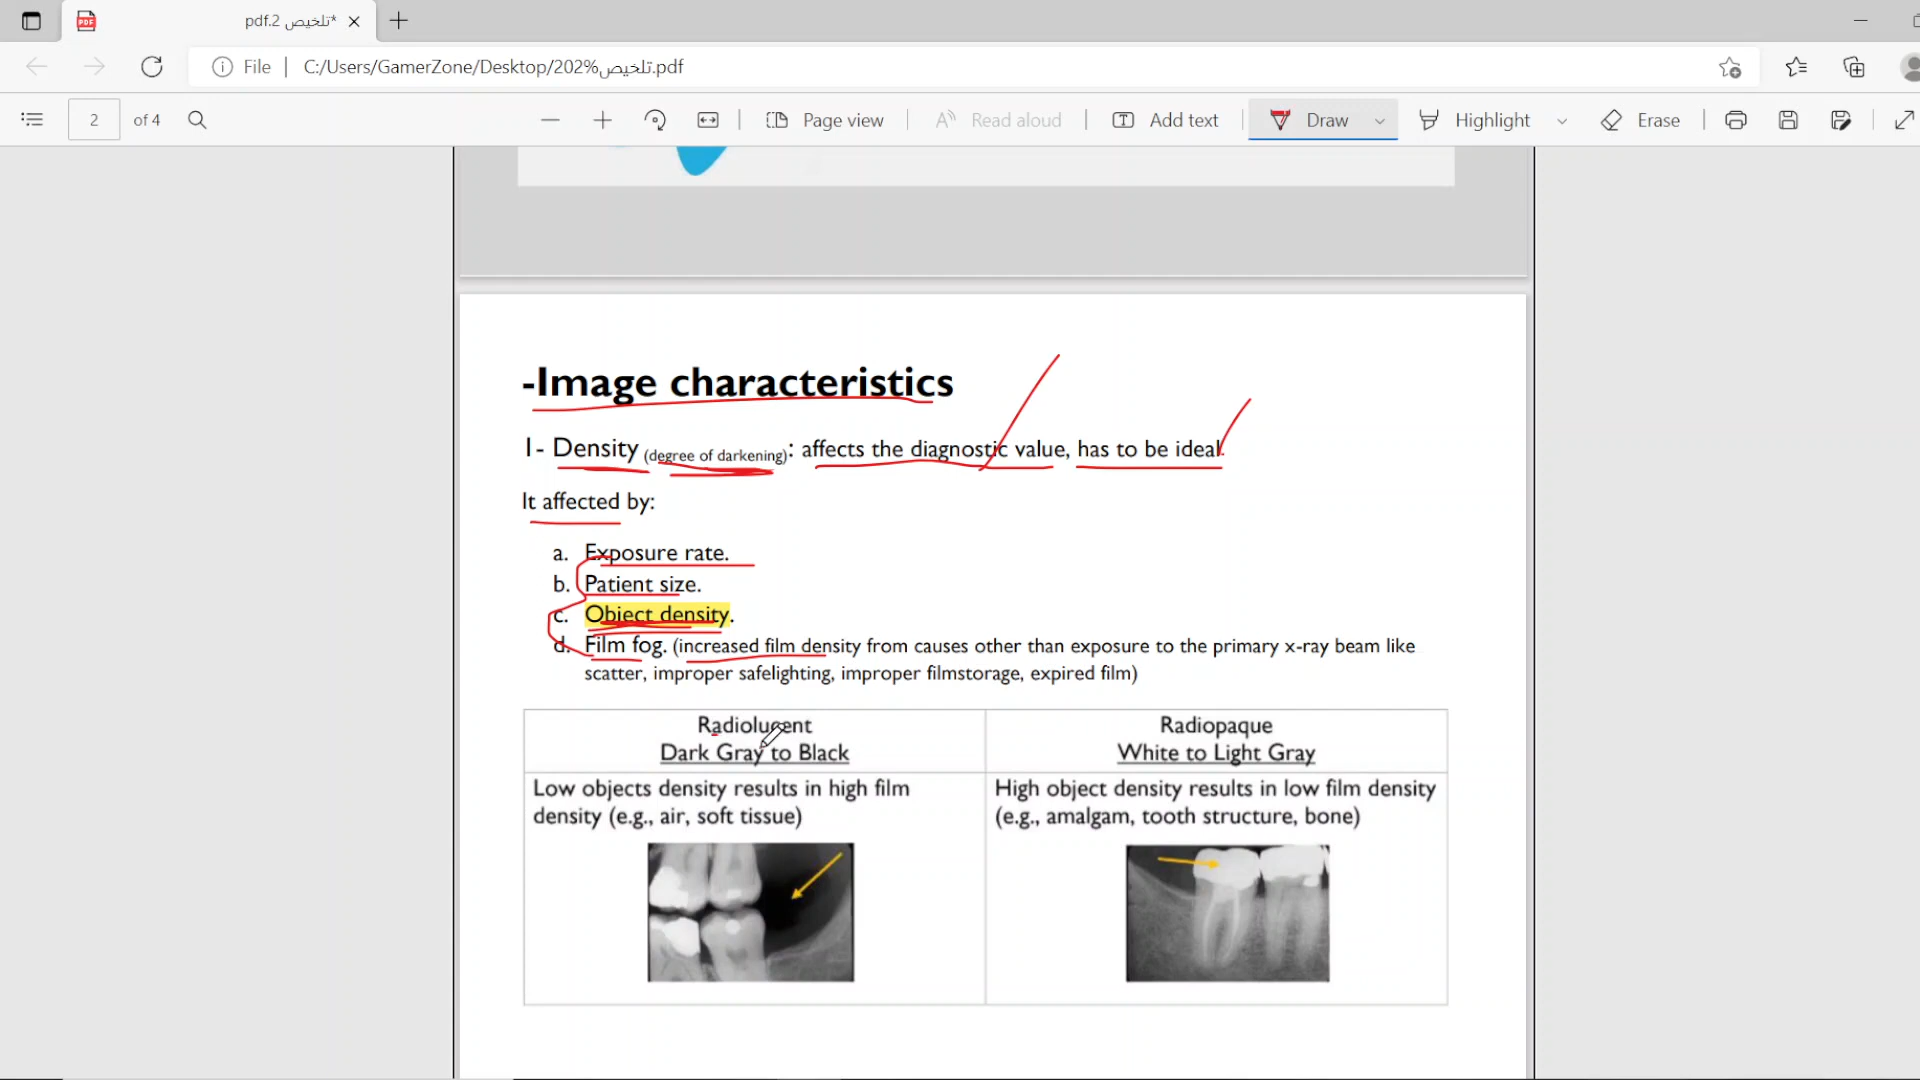 pdf.2 تلخيص*
File
C:/Users/GamerZone/Desktop/202%تلخيص.pdf
2 of 4
Page view
Read aloud
Add text
Draw
Highlight
Erase
-Image characteristics
1- Density (degree of darkening): affects the diagnostic value, has to be ideal.
It affected by:
a. Exposure rate.
b. Patient size.
c. Object density.
d. Film fog. (increased film density from causes other than exposure to the primary x-ray beam like
scatter, improper safelighting, improper filmstorage, expired film)
Radiolucent
Dark Gray to Black
Low objects density results in high film
density (e.g., air, soft tissue)
Radiopaque
White to Light Gray
High object density results in low film density
(e.g., amalgam, tooth structure, bone)